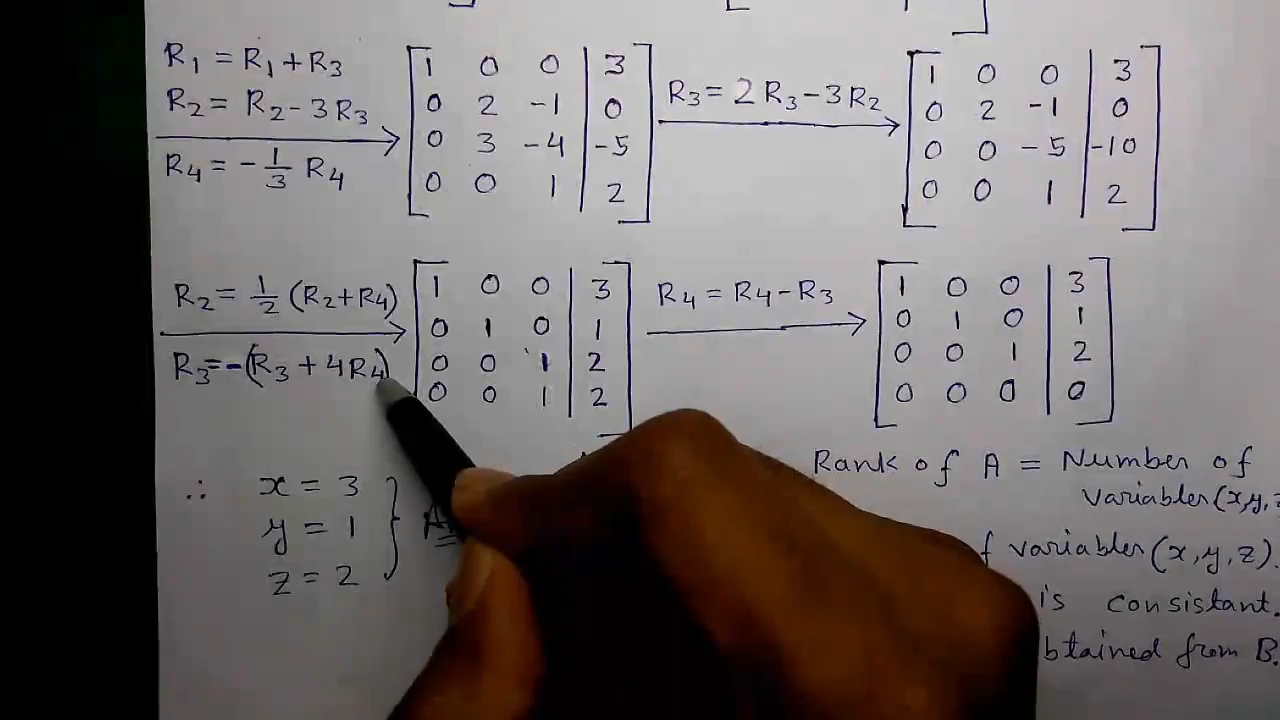 R1 = R1 + R3
R2 = R2 - 3R3
R4 = -1/3 R4
1 0 0 | 3
0 2 -1 | 0
0 3 -4 | -5
0 0 1 | 2
R3 = 2R3 - 3R2
1 0 0 | 3
0 2 -1 | 0
0 0 -5 | -10
0 0 1 | 2
R2 = 1/2 (R2 + R4)
R3 = -(R3 + 4R4)
1 0 0 | 3
0 1 0 | 1
0 0 1 | 2
0 0 1 | 2
R4 = R4 - R3
1 0 0 | 3
0 1 0 | 1
0 0 1 | 2
0 0 0 | 0
∴ x = 3
y = 1
z = 2
Rank of A = Number of
variables (x, y,
variables (x, y, z).
is consistant.
from B.